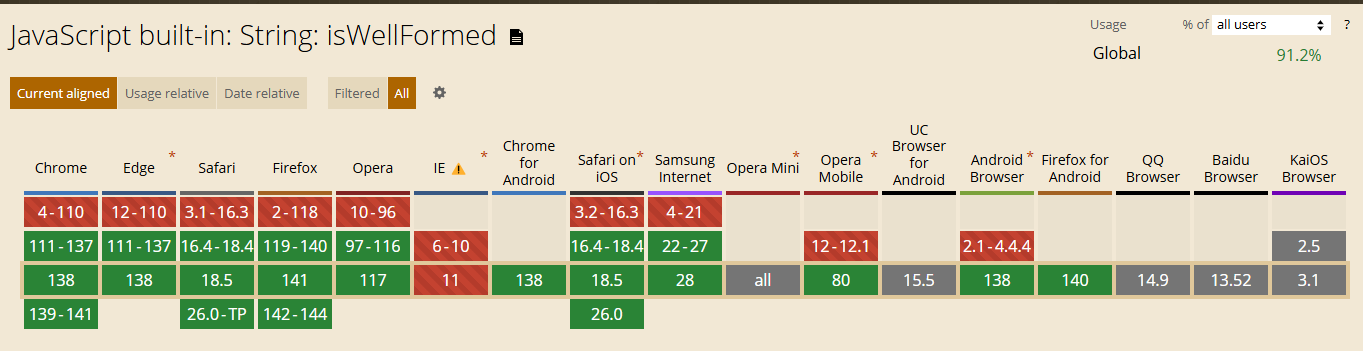 JavaScript built-in: String: isWellFormed
Usage % of all users ?
Global 91.2%
Current aligned Usage relative Date relative Filtered All
Chrome Edge * Safari Firefox Opera IE * Chrome for Android Safari on iOS * Samsung Internet Opera Mini * Opera Mobile * UC Browser for Android Android Browser * Firefox for Android QQ Browser Baidu Browser KaiOS Browser
4-110 12-110 3.1-16.3 2-118 10-96 3.2-16.3 4-21
111-137 111-137 16.4-18.4 119-140 97-116 6-10 16.4-18.4 22-27 12-12.1 2.1-4.4.4 2.5
138 138 18.5 141 117 11 138 18.5 28 all 80 15.5 138 140 14.9 13.52 3.1
139-141 26.0-TP 142-144 26.0